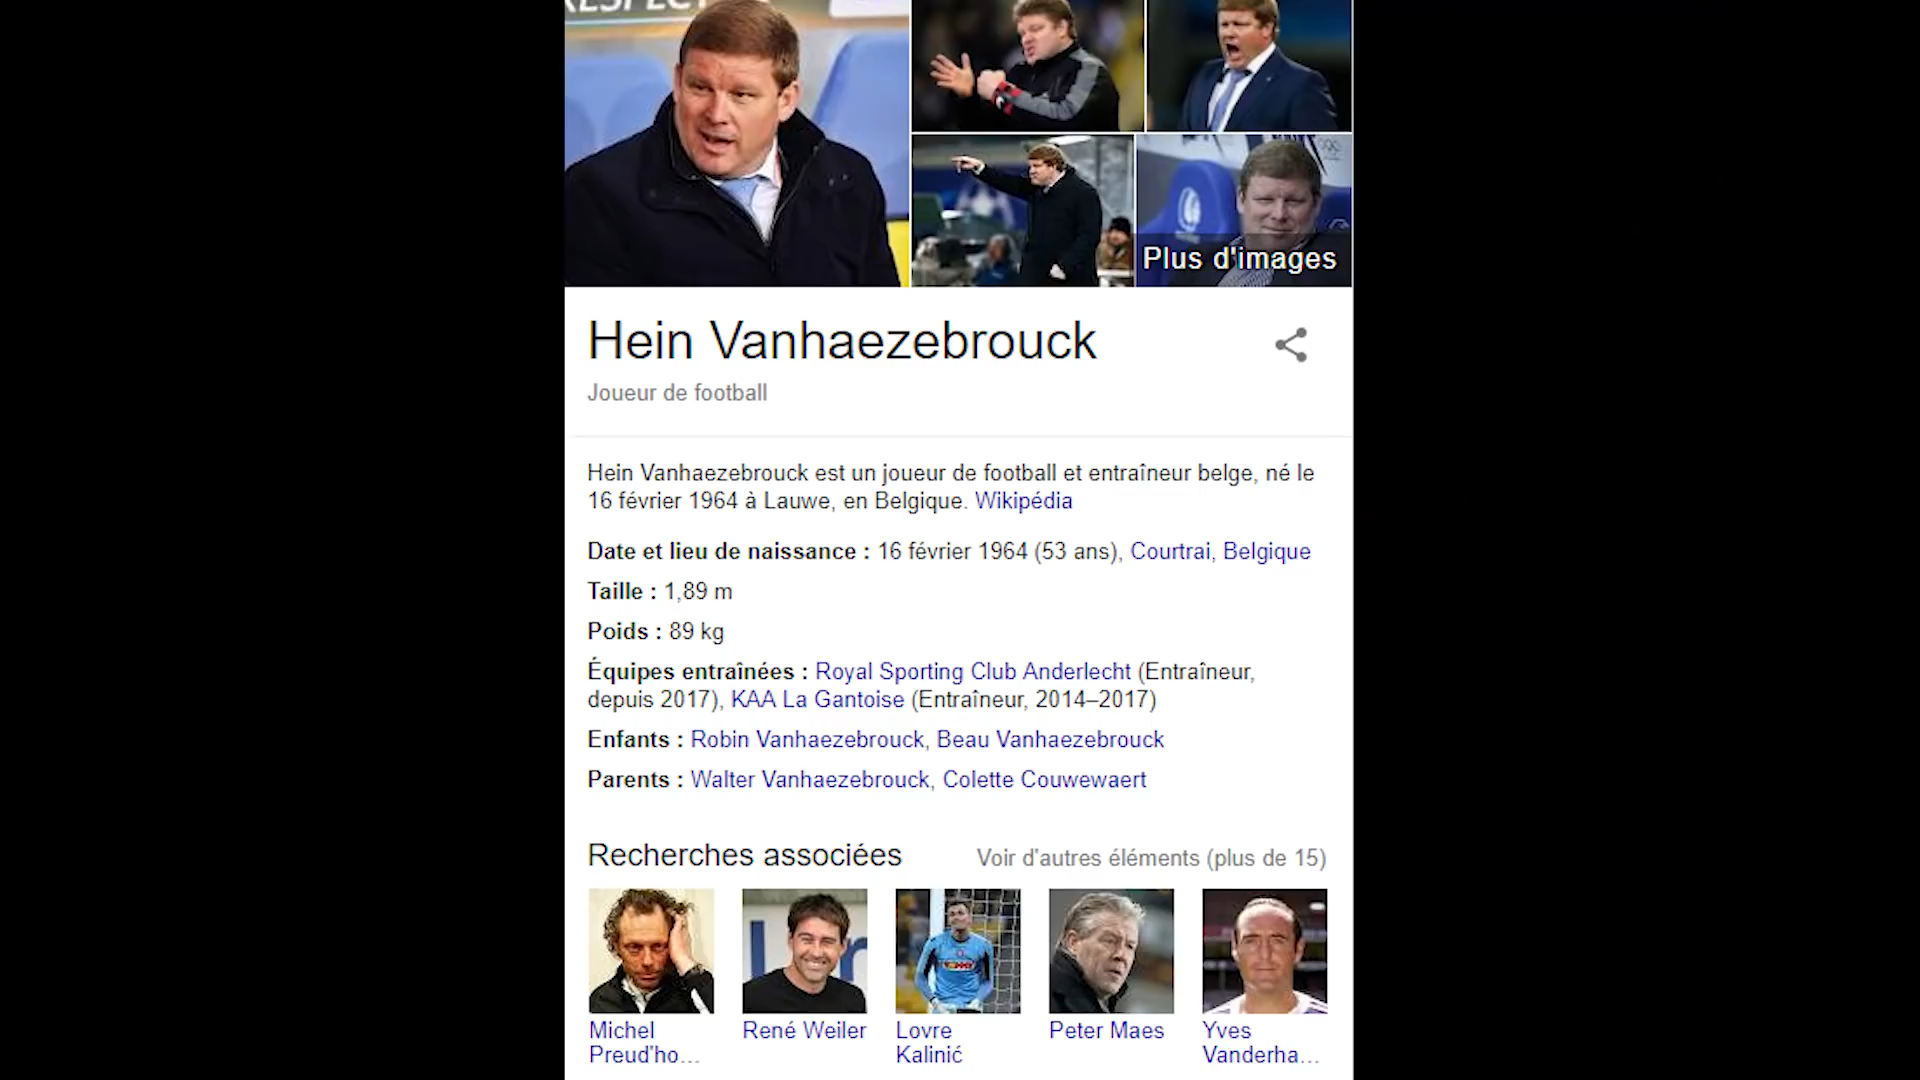 RESPECT
Plus d'images
Hein Vanhaezebrouck
Joueur de football
Hein Vanhaezebrouck est un joueur de football et entraîneur belge, né le
16 février 1964 à Lauwe, en Belgique. Wikipédia
Date et lieu de naissance : 16 février 1964 (53 ans), Courtrai, Belgique
Taille : 1,89 m
Poids : 89 kg
Équipes entraînées : Royal Sporting Club Anderlecht (Entraîneur,
depuis 2017), KAA La Gantoise (Entraîneur, 2014–2017)
Enfants : Robin Vanhaezebrouck, Beau Vanhaezebrouck
Parents : Walter Vanhaezebrouck, Colette Couwewaert
Recherches associées Voir d'autres éléments (plus de 15)
Michel René Weiler Lovre Peter Maes Yves
Preud'ho... Kalinić Vanderha...